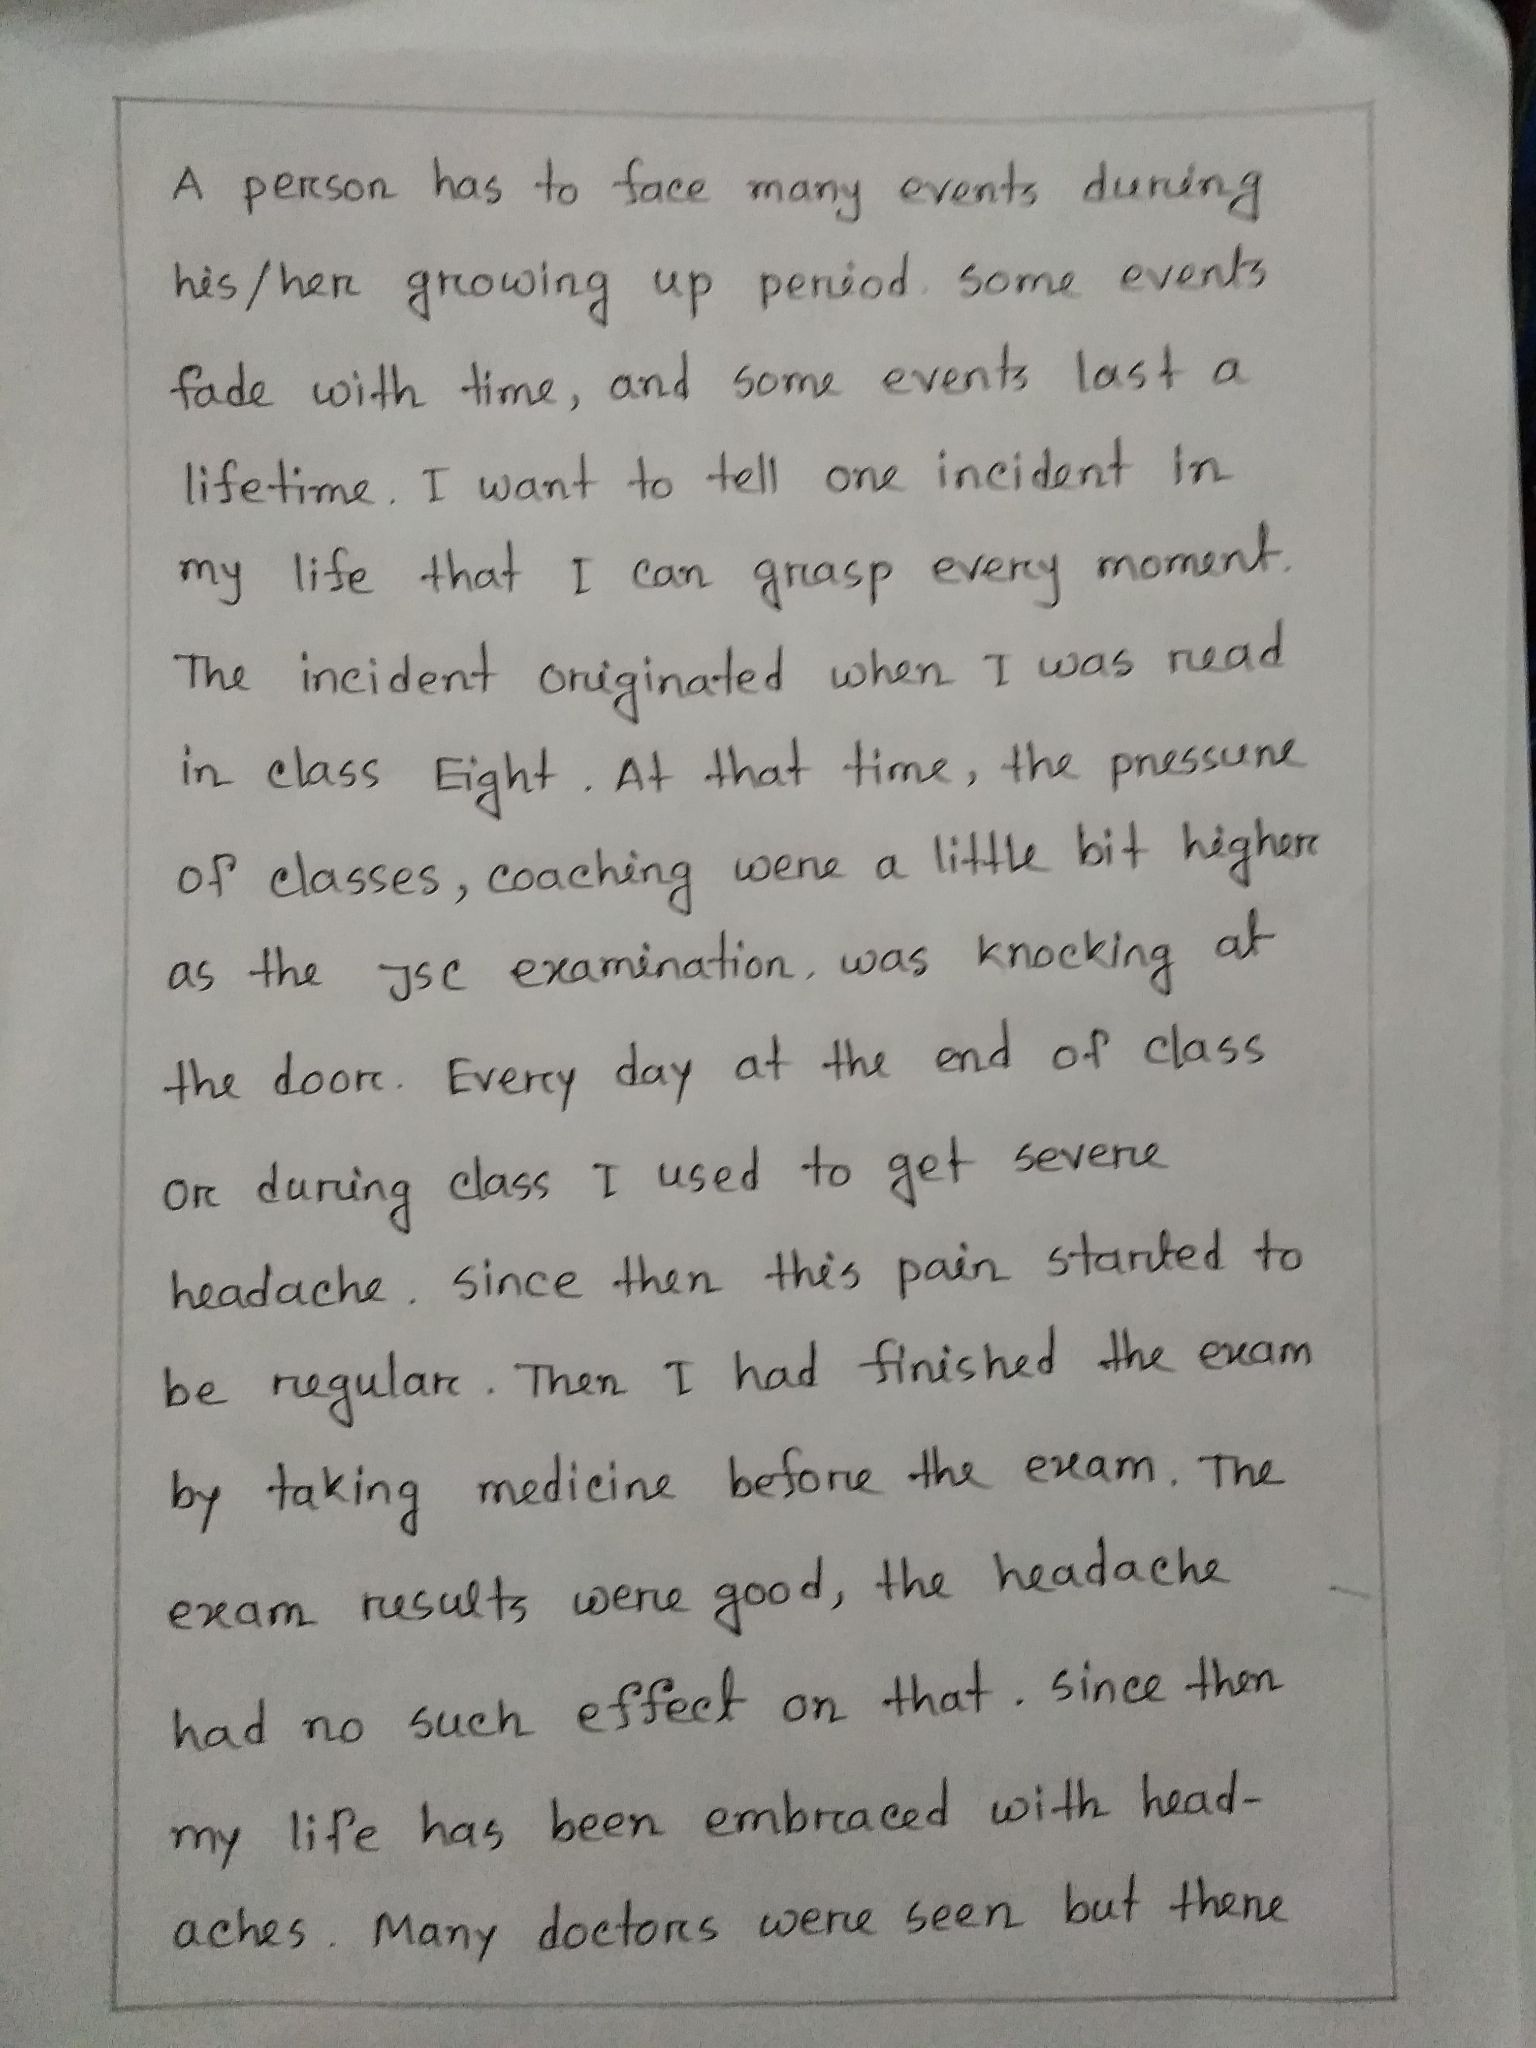 A person has to face many events during
his/her growing up period. Some events
fade with time, and some events last a
lifetime. I want to tell one incident in
my life that I can grasp every moment.
The incident originated when I was read
in class Eight. At that time, the pressure
of classes, coaching were a little bit higher
as the JSC examination, was knocking at
the door. Every day at the end of class
or during class I used to get severe
headache. Since then this pain started to
be regular. Then I had finished the exam
by taking medicine before the exam. The
exam results were good, the headache
had no such effect on that. Since then
my life has been embraced with head-
aches. Many doctors were seen but there